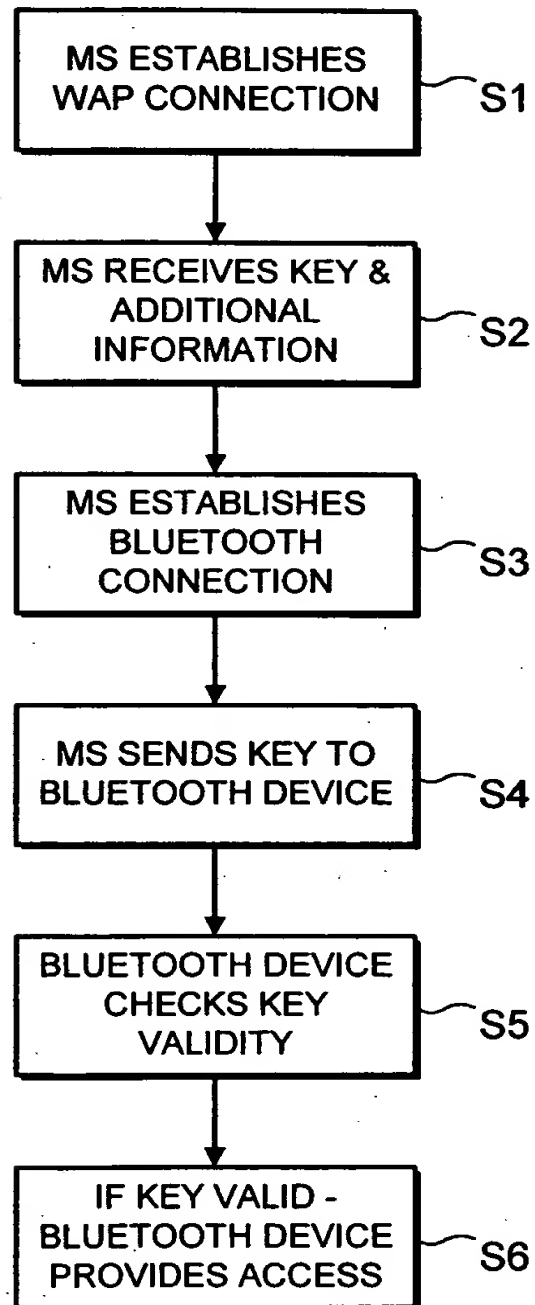 MS ESTABLISHES
WAP CONNECTION
S1
MS RECEIVES KEY &
ADDITIONAL
INFORMATION
S2
MS ESTABLISHES
BLUETOOTH
CONNECTION
S3
MS SENDS KEY TO
BLUETOOTH DEVICE
S4
BLUETOOTH DEVICE
CHECKS KEY
VALIDITY
S5
IF KEY VALID -
BLUETOOTH DEVICE
PROVIDES ACCESS
S6